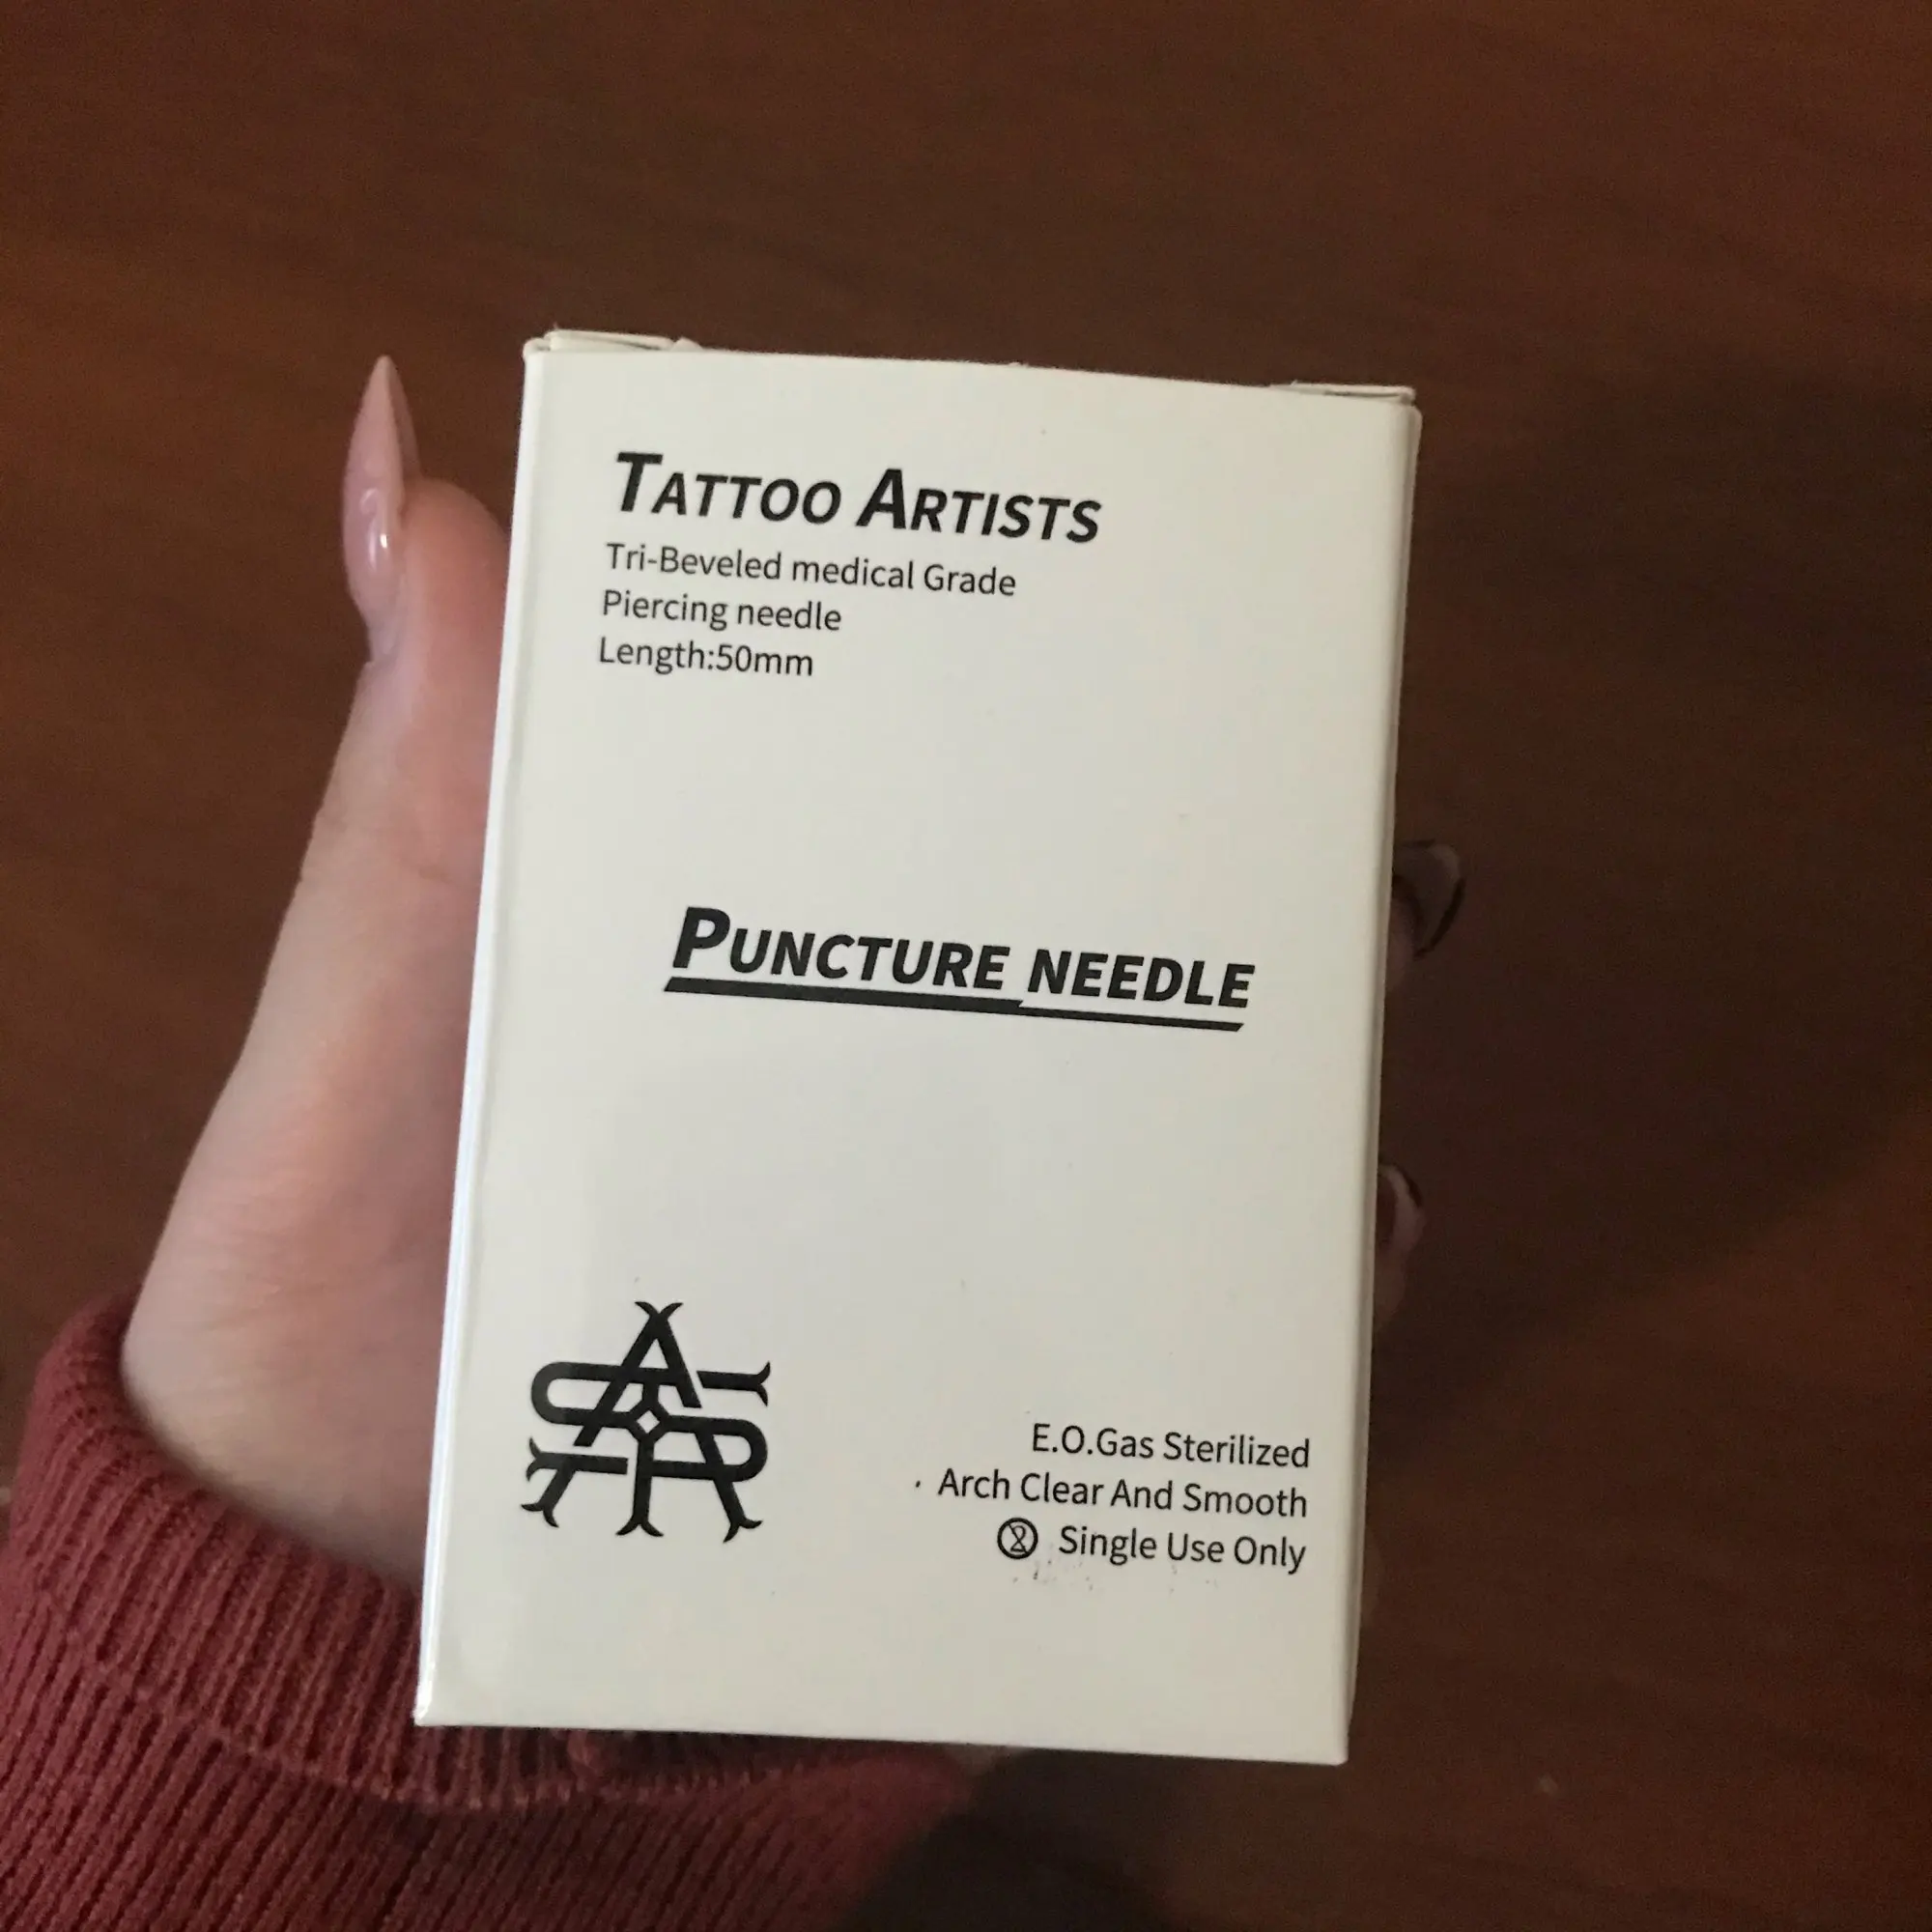 TATTOO ARTISTS
Tri-Beveled medical Grade
Piercing needle
Length:50mm
PUNCTURE NEEDLE
E.O.Gas Sterilized
· Arch Clear And Smooth
Single Use Only